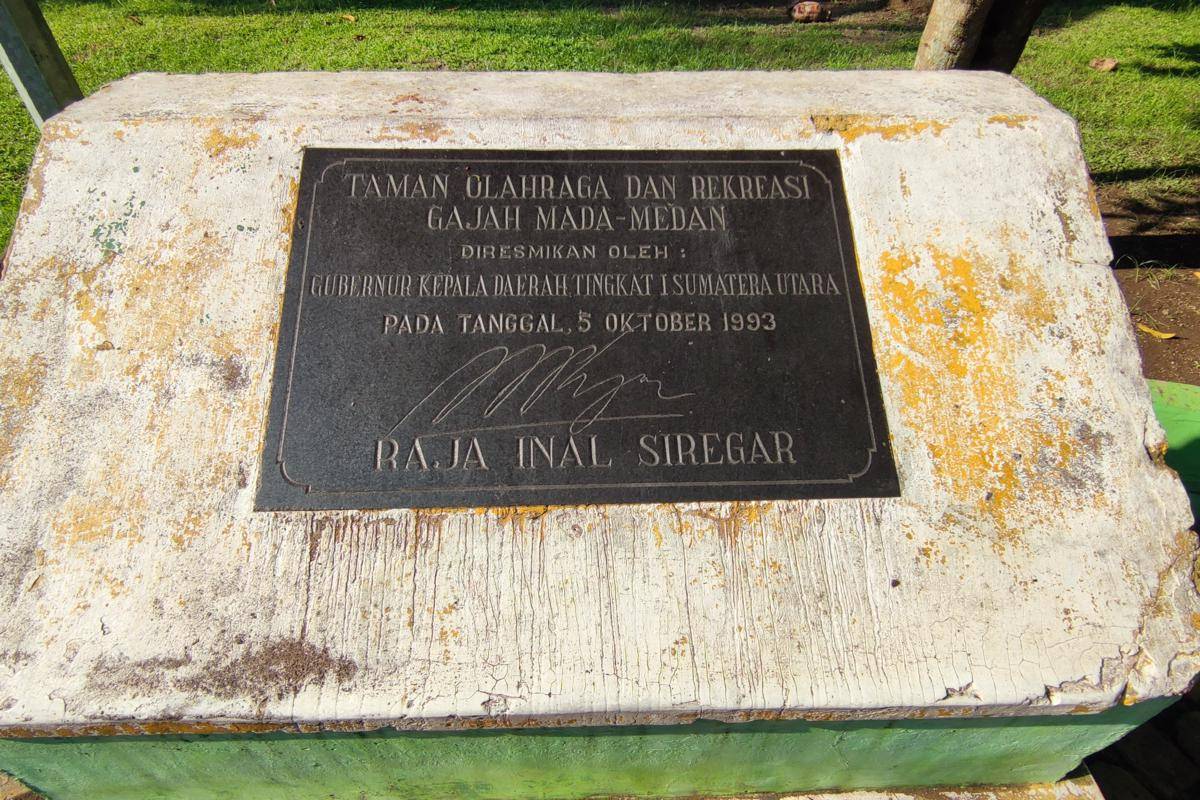 TAMAN OLAHRAGA DAN REKREASI
GAJAH MADA-MEDAN
DIRESMIKAN OLEH :
GUBERNUR KEPALA DAERAH TINGKAT I SUMATERA UTARA
PADA TANGGAL, 5 OKTOBER 1993
RAJA INAL SIREGAR